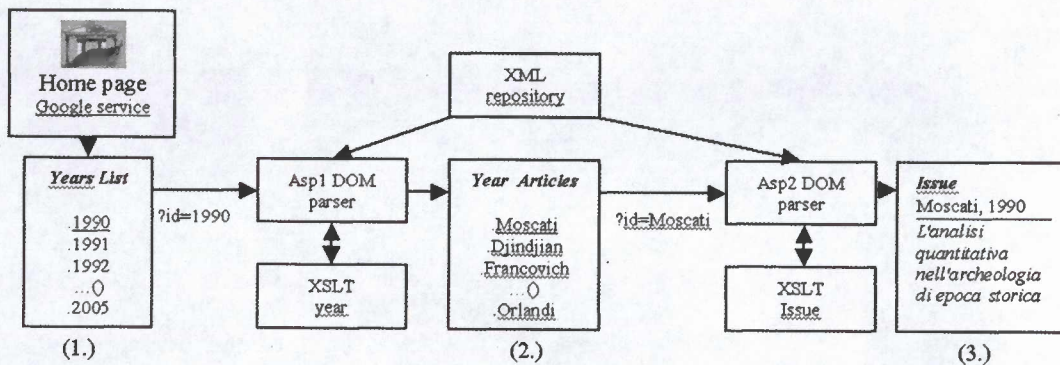 Home page
Google service
XML
repository
Years List
.1990
.1991
.1992
...()
.2005
?id=1990
Asp1 DOM
parser
XSLT
year
Year Articles
.Moscati
.Djindjian
Francovich
...()
.Orlandi
?id=Moscati
Asp2 DOM
parser
XSLT
Issue
Issue
Moscati, 1990
L'analisi
quantitativa
nell'archeologia
di epoca storica
(1.)
(2.)
(3.)